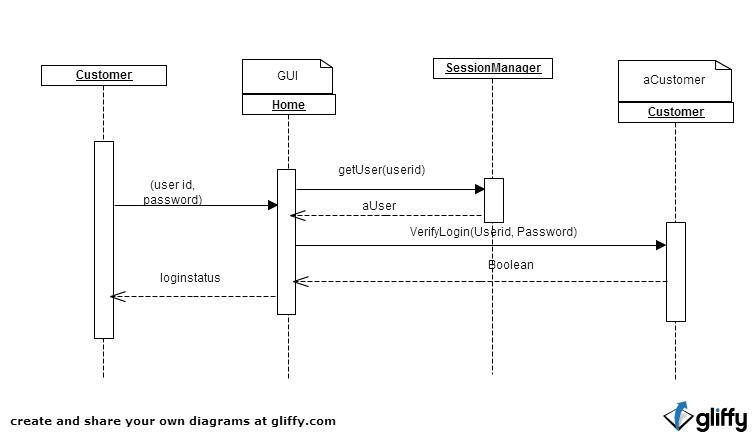 Customer
GUI
Home
SessionManager
aCustomer
Customer
getUser(userid)
(user id,
password)
aUser
VerifyLogin(Userid, Password)
Boolean
loginstatus
create and share your own diagrams at gliffy.com
gliffy